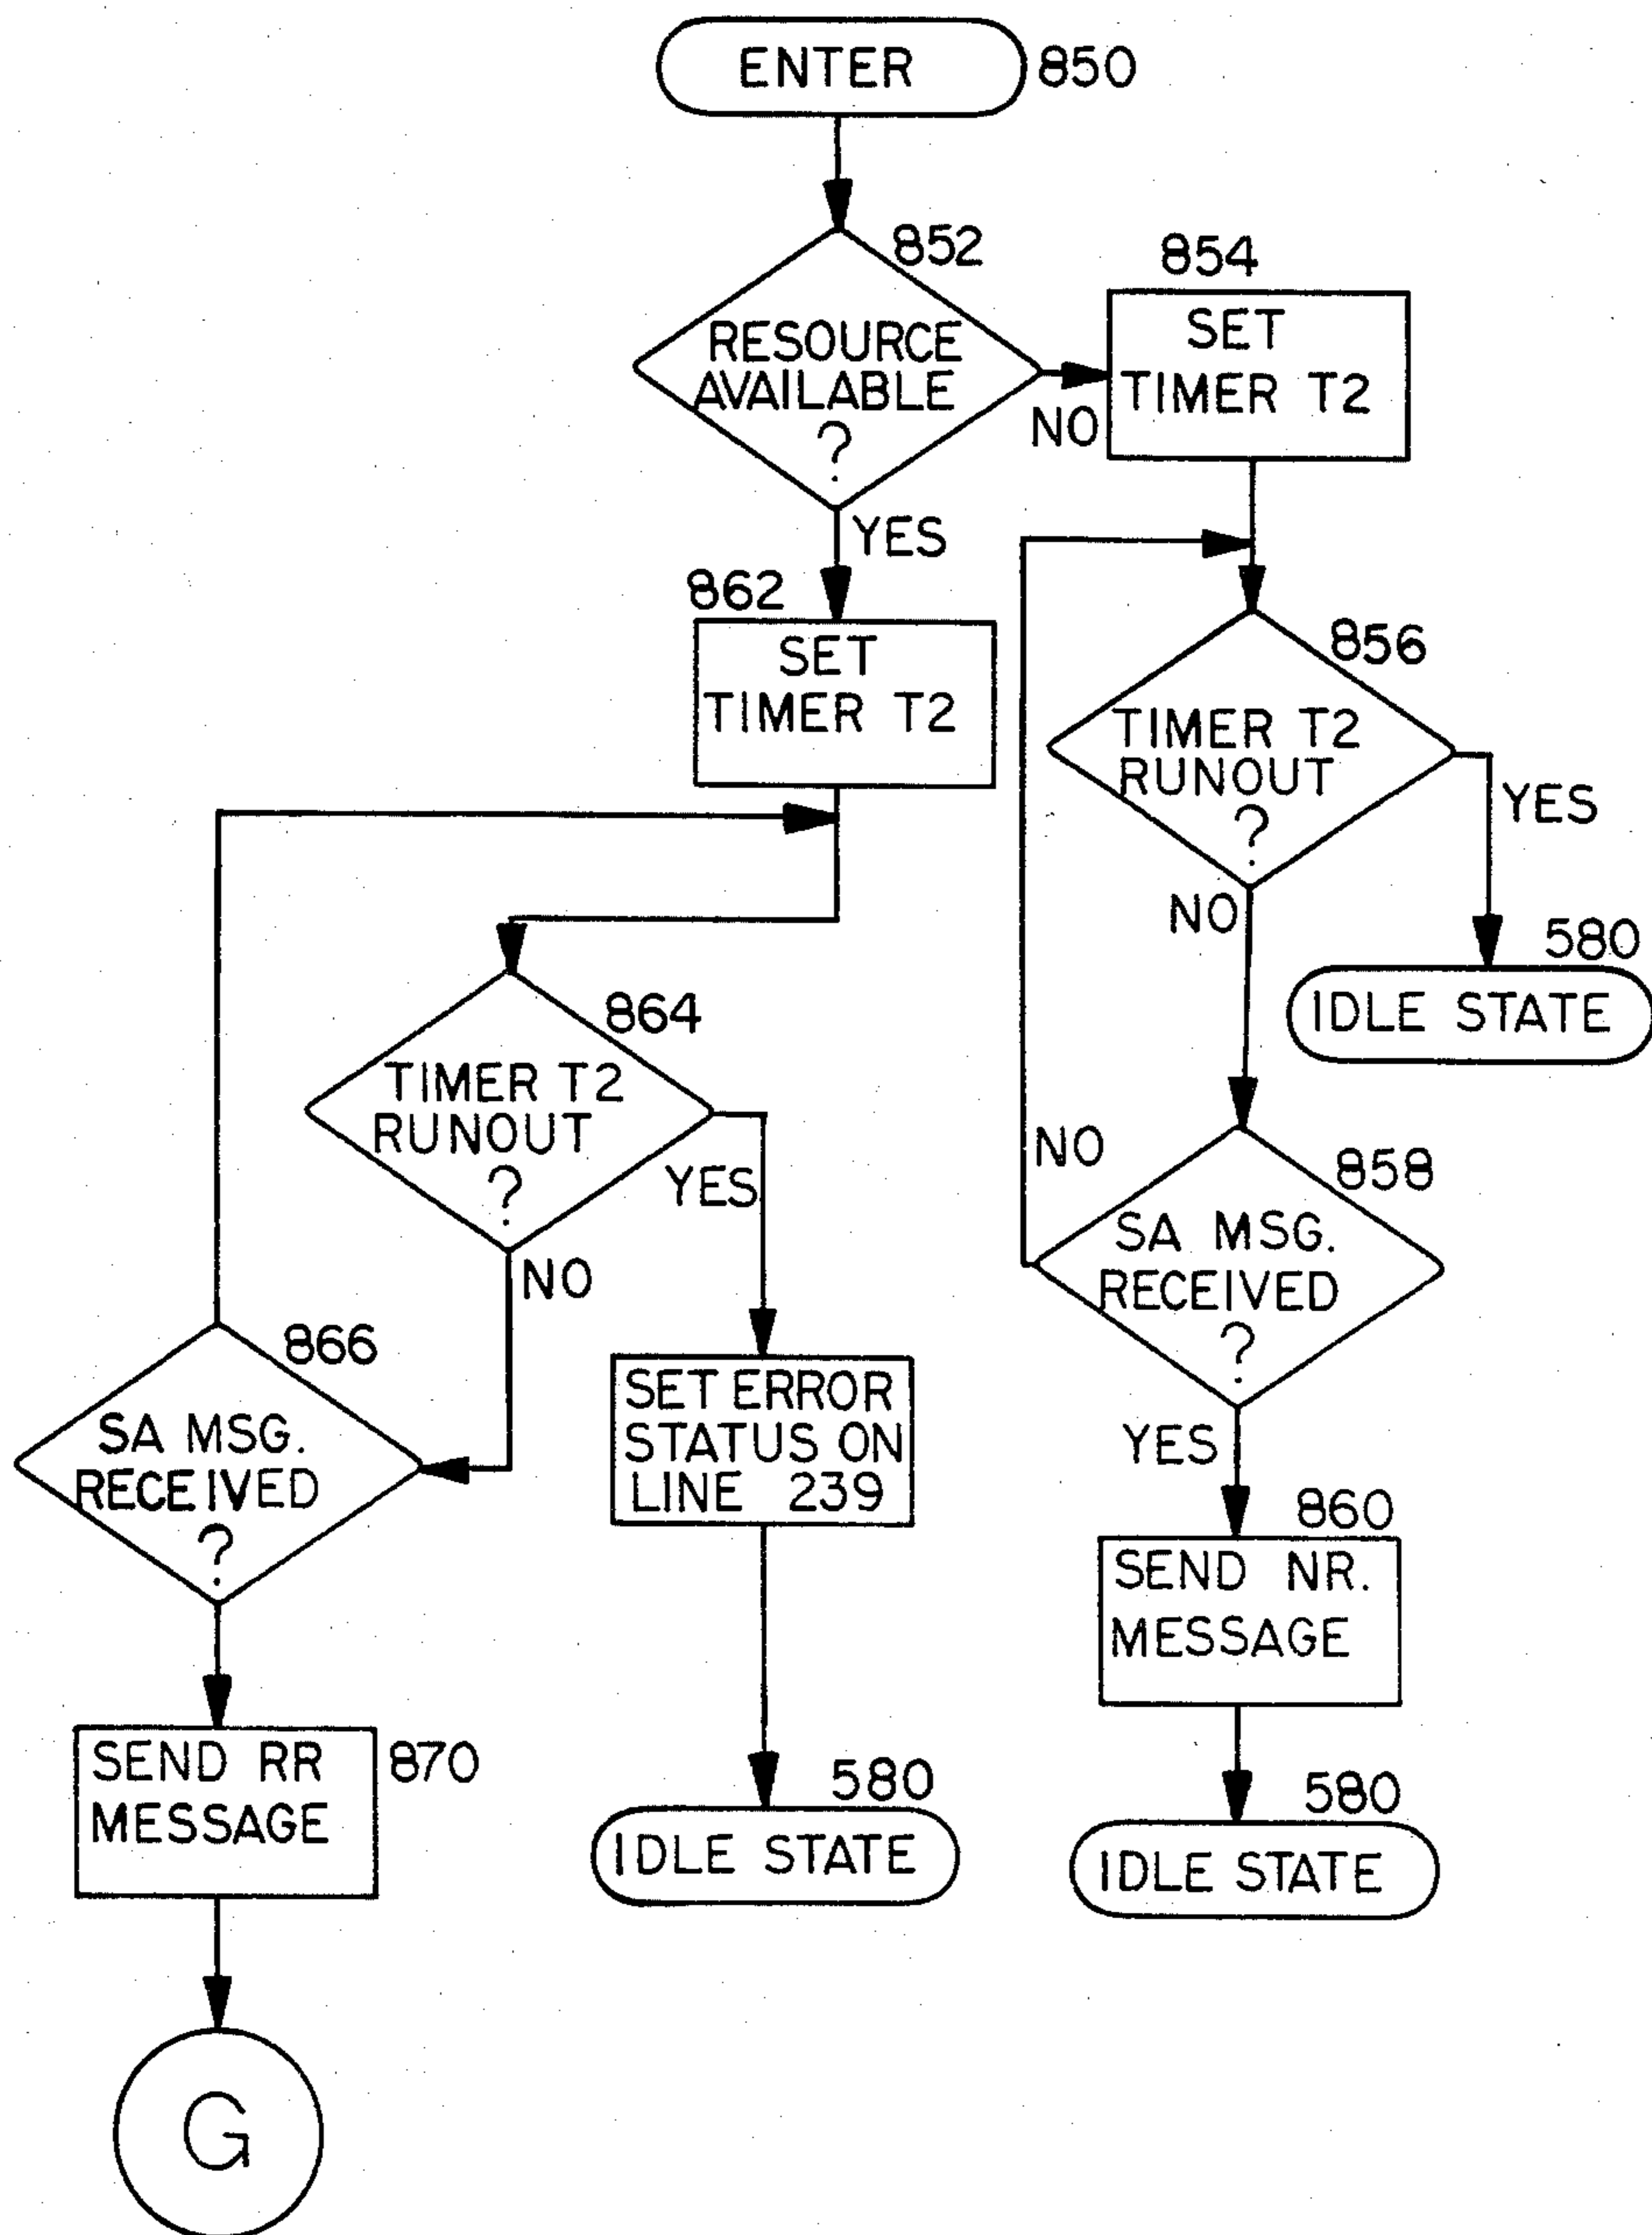 ENTER
850
852
RESOURCE
AVAILABLE
?
NO
YES
854
SET
TIMER T2
862
SET
TIMER T2
856
TIMER T2
RUNOUT
?
YES
NO
580
IDLE STATE
864
TIMER T2
RUNOUT
?
YES
NO
NO
858
SA MSG.
RECEIVED
?
YES
866
SA MSG.
RECEIVED
?
SET ERROR
STATUS ON
LINE 239
860
SEND NR.
MESSAGE
SEND RR
MESSAGE
870
580
IDLE STATE
580
IDLE STATE
G